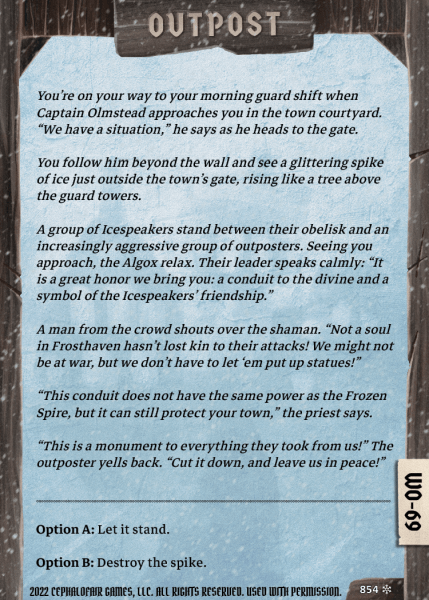 OUTPOST
You’re on your way to your morning guard shift when
Captain Olmstead approaches you in the town courtyard.
“We have a situation,” he says as he heads to the gate.
You follow him beyond the wall and see a glittering spike
of ice just outside the town’s gate, rising like a tree above
the guard towers.
A group of Icespeakers stand between their obelisk and an
increasingly aggressive group of outposters. Seeing you
approach, the Algox relax. Their leader speaks calmly: “It
is a great honor we bring you: a conduit to the divine and a
symbol of the Icespeakers’ friendship.”
A man from the crowd shouts over the shaman. “Not a soul
in Frosthaven hasn’t lost kin to their attacks! We might not
be at war, but we don’t have to let ‘em put up statues!”
“This conduit does not have the same power as the Frozen
Spire, but it can still protect your town,” the priest says.
“This is a monument to everything they took from us!” The
outposter yells back. “Cut it down, and leave us in peace!”
Option A: Let it stand.
Option B: Destroy the spike.
WO-69
2022 CEPHALOFAIR GAMES, LLC. ALL RIGHTS RESERVED. USED WITH PERMISSION.
854